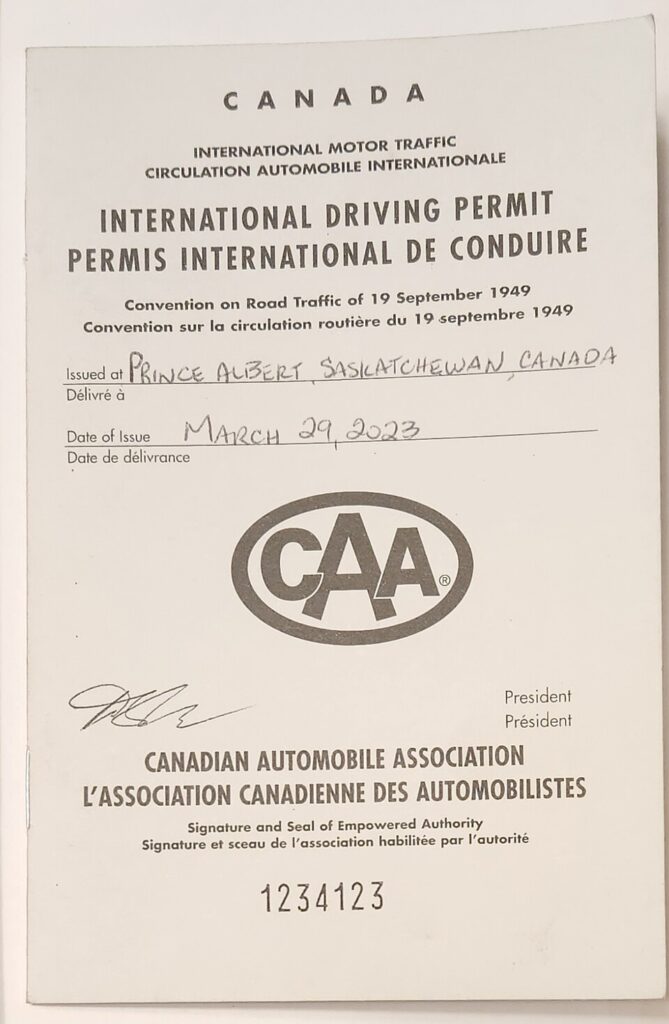 CANADA
INTERNATIONAL MOTOR TRAFFIC
CIRCULATION AUTOMOBILE INTERNATIONALE
INTERNATIONAL DRIVING PERMIT
PERMIS INTERNATIONAL DE CONDUIRE
Convention on Road Traffic of 19 September 1949
Convention sur la circulation routière du 19 septembre 1949
Issued at PRINCE ALBERT, SASKATCHEWAN, CANADA
Délivré à
Date of Issue MARCH 29, 2023
Date de délivrance
CAA®
President
Président
CANADIAN AUTOMOBILE ASSOCIATION
L'ASSOCIATION CANADIENNE DES AUTOMOBILISTES
Signature and Seal of Empowered Authority
Signature et sceau de l'association habilitée par l'autorité
1234123